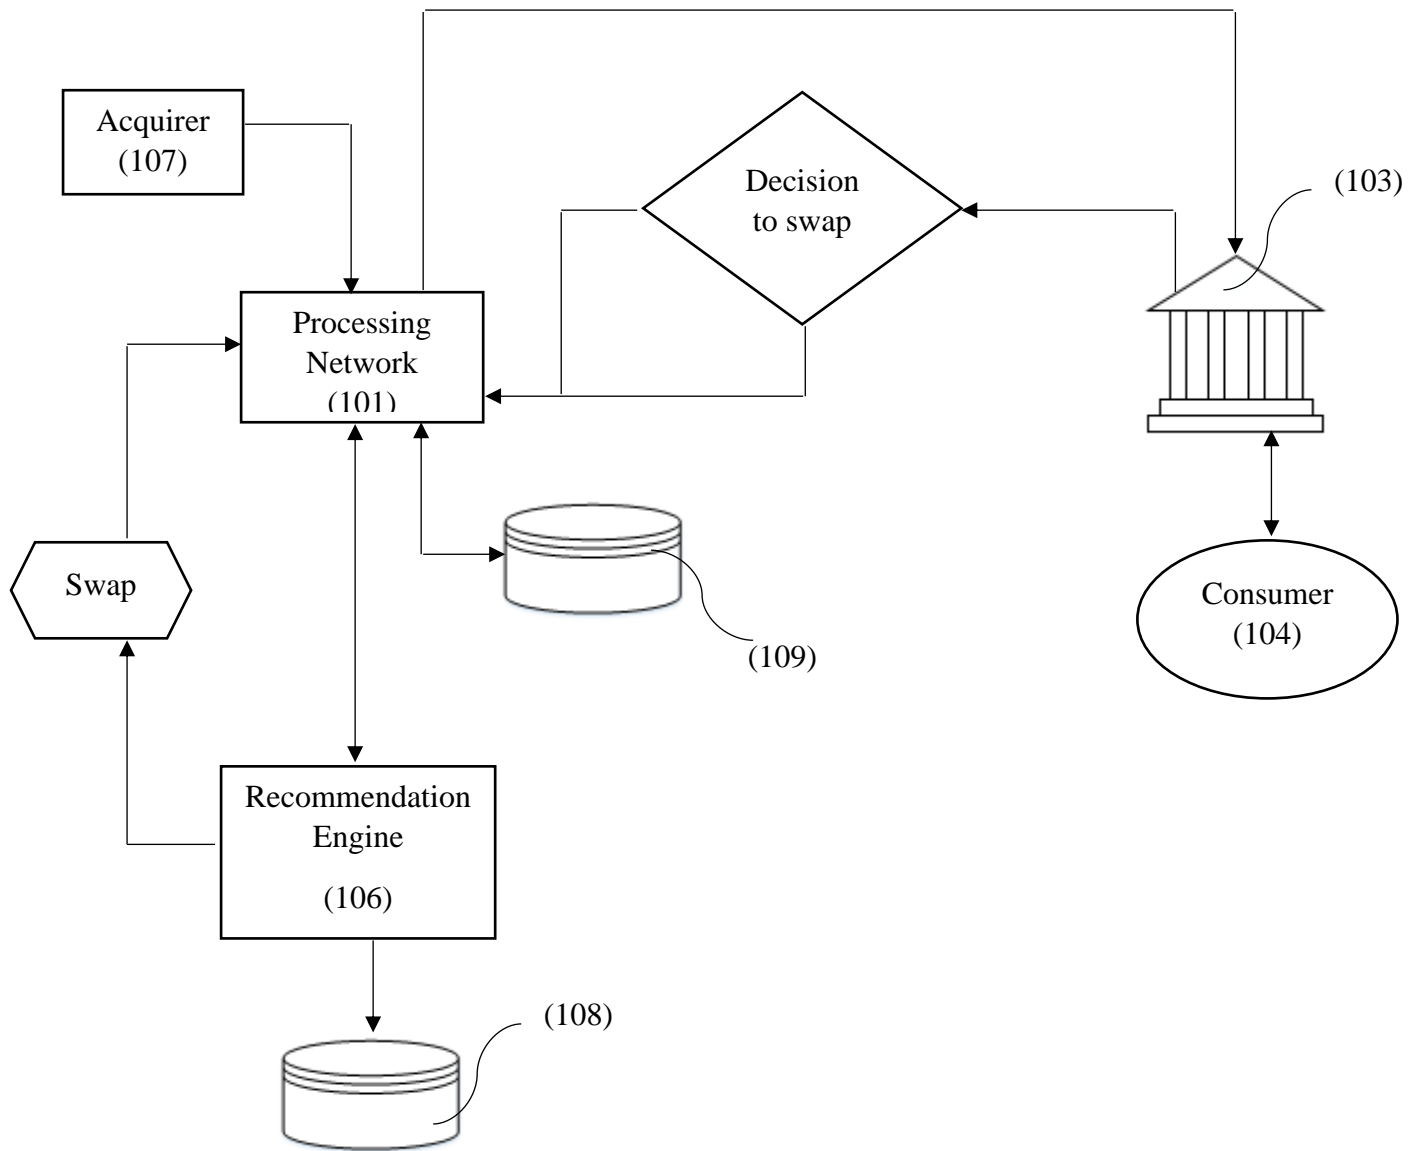 Acquirer
(107)
Decision
to swap
(103)
Processing
Network
(101)
Swap
Consumer
(104)
(109)
Recommendation
Engine
(106)
(108)